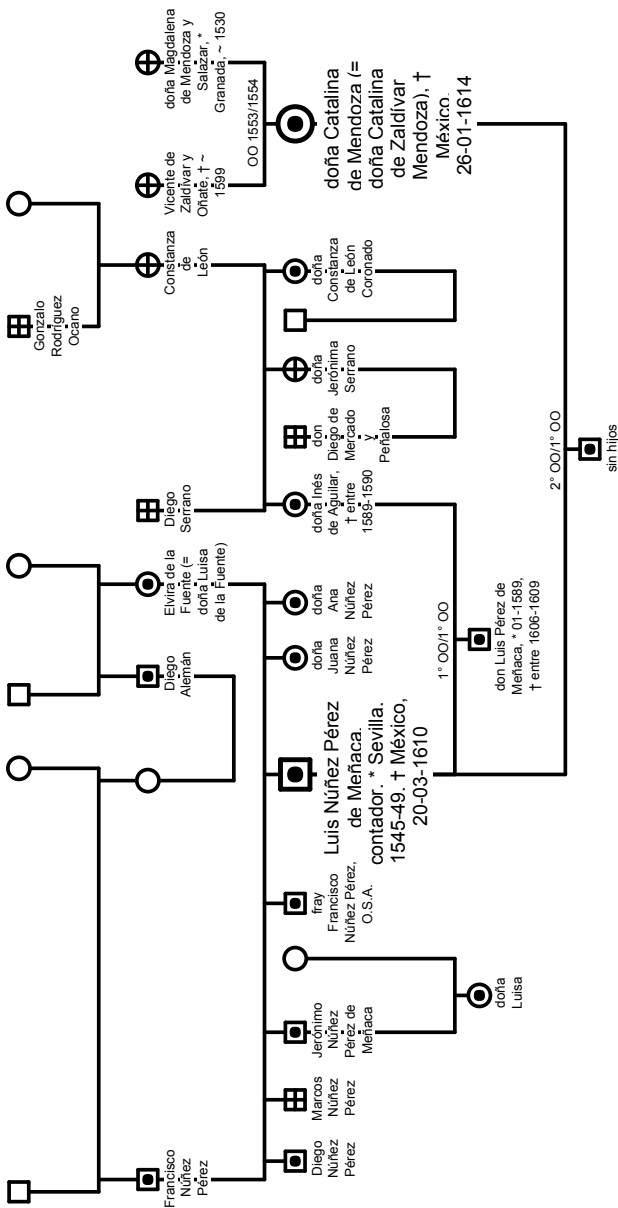 Gonzalo
Rodríguez
Ocano
Francisco
Núñez
Pérez
Diego
Alemán
Elvira de la
Fuente (=
doña Luisa
de la Fuente)
Diego
Serrano
Constanza
de
León
Vicente de
Zaldívar y
Oñate, † ~
1599
doña Magdalena
de Mendoza y
Salazar, *
Granada, ~ 1530
OO 1553/1554
Diego
Núñez
Pérez
Marcos
Núñez
Pérez
Jerónimo
Núñez
Pérez de
Meñaca
fray
Francisco
Núñez Pérez,
O.S.A.
Luis Núñez Pérez
de Meñaca.
contador. * Sevilla.
1545-49. † México,
20-03-1610
doña
Juana
Núñez
Pérez
doña
Ana
Núñez
Pérez
doña Inés
de Aguilar,
† entre
1589-1590
don
Diego de
Mercado
y
Peñalosa
doña
Jerónima
Serrano
doña
Constanza
de León
Coronado
doña Catalina
de Mendoza (=
doña Catalina
de Zaldívar
Mendoza), †
México.
26-01-1614
1° OO/1° OO
2° OO/1° OO
doña
Luisa
don Luis Pérez de
Meñaca, * 01-1589,
† entre 1606-1609
sin hijos